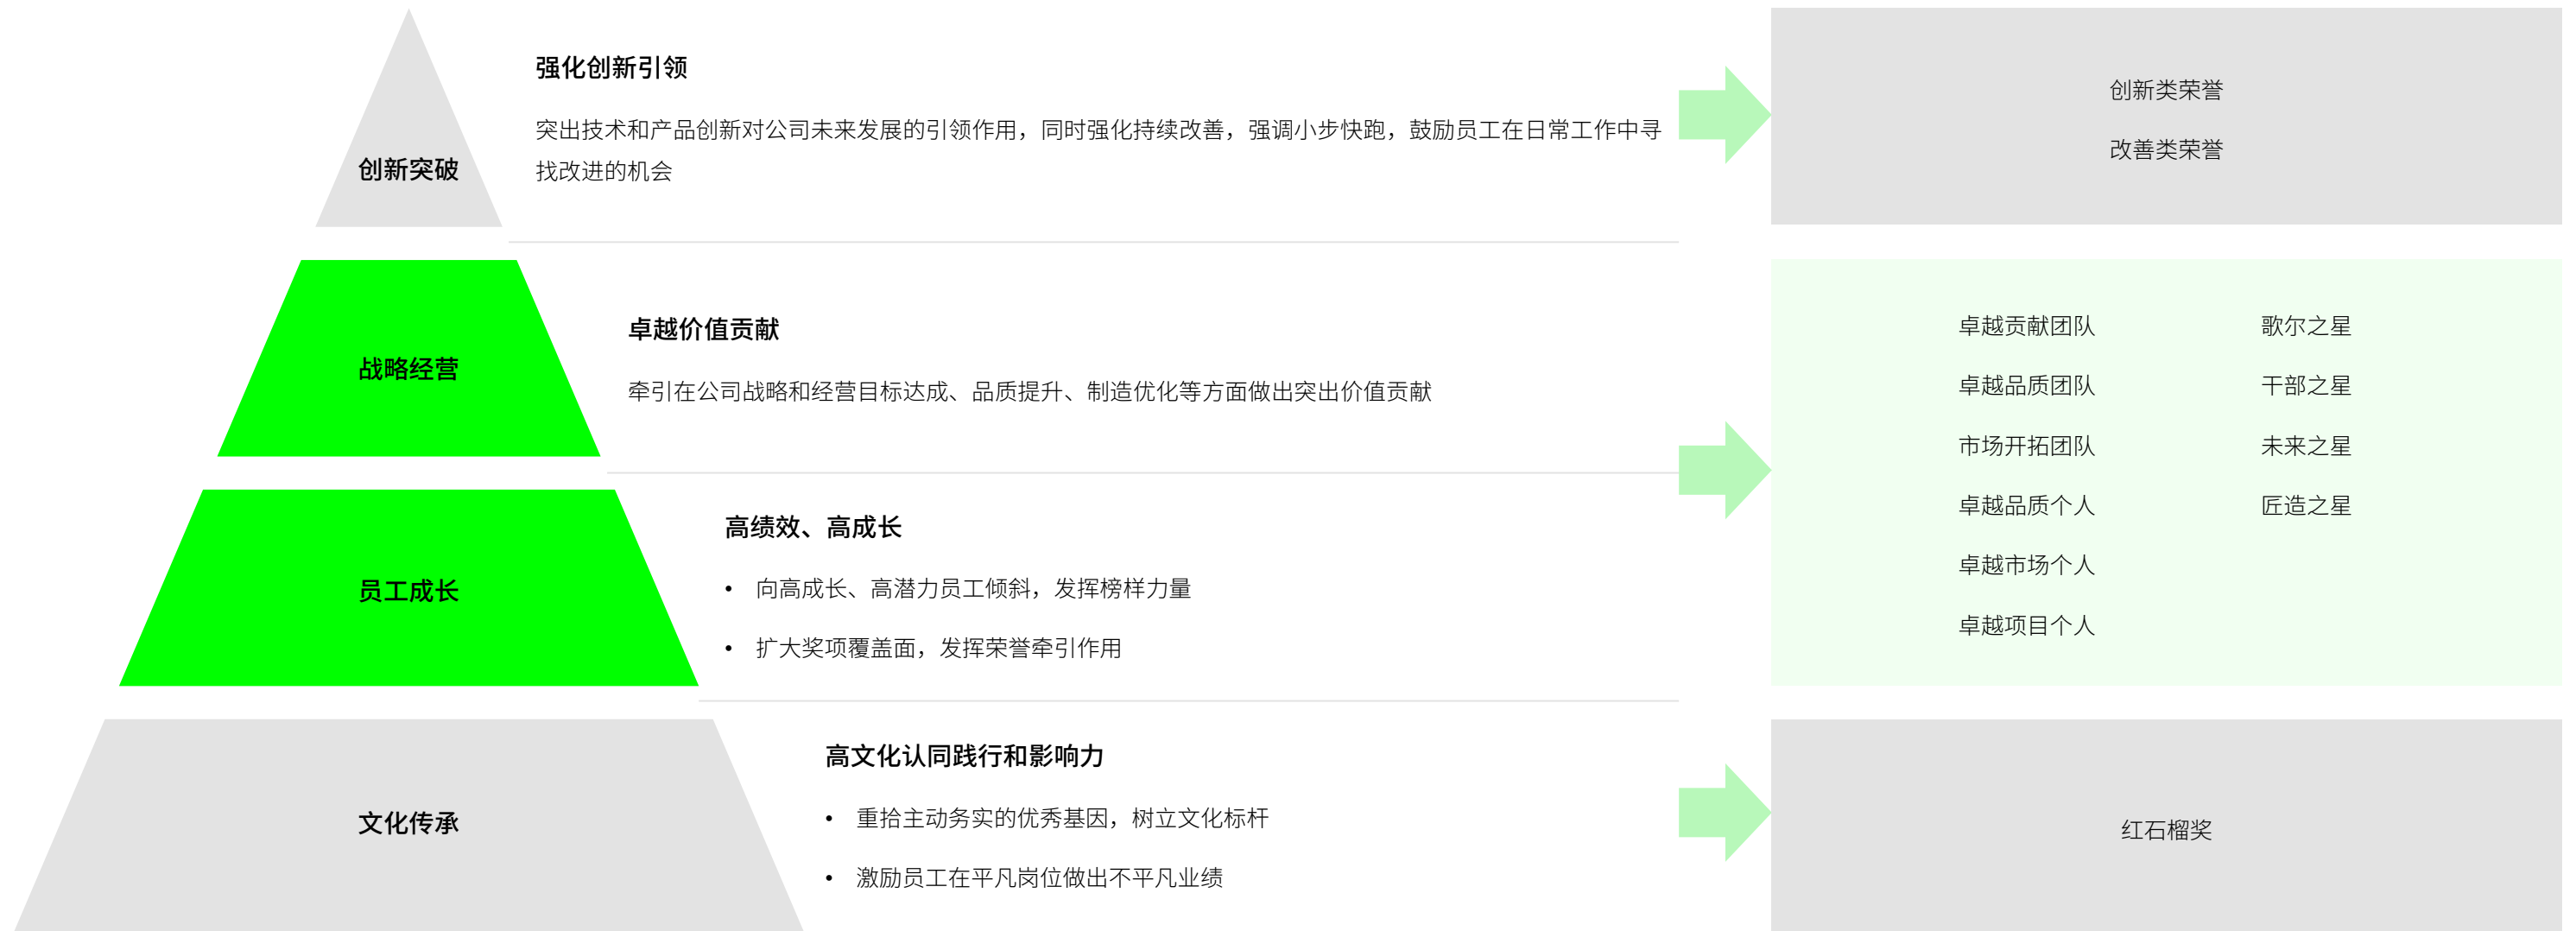 创新突破
强化创新引领
突出技术和产品创新对公司未来发展的引领作用，同时强化持续改善，强调小步快跑，鼓励员工在日常工作中寻
找改进的机会
创新类荣誉
改善类荣誉
战略经营
卓越价值贡献
牵引在公司战略和经营目标达成、品质提升、制造优化等方面做出突出价值贡献
员工成长
高绩效、高成长
• 向高成长、高潜力员工倾斜，发挥榜样力量
• 扩大奖项覆盖面，发挥荣誉牵引作用
卓越贡献团队
卓越品质团队
市场开拓团队
卓越品质个人
卓越市场个人
卓越项目个人
歌尔之星
干部之星
未来之星
匠造之星
文化传承
高文化认同践行和影响力
• 重拾主动务实的优秀基因，树立文化标杆
• 激励员工在平凡岗位做出不平凡业绩
红石榴奖